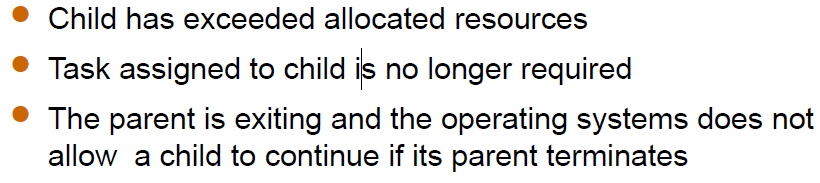 Child has exceeded allocated resources
Task assigned to child is no longer required
The parent is exiting and the operating systems does not
allow  a child to continue if its parent terminates